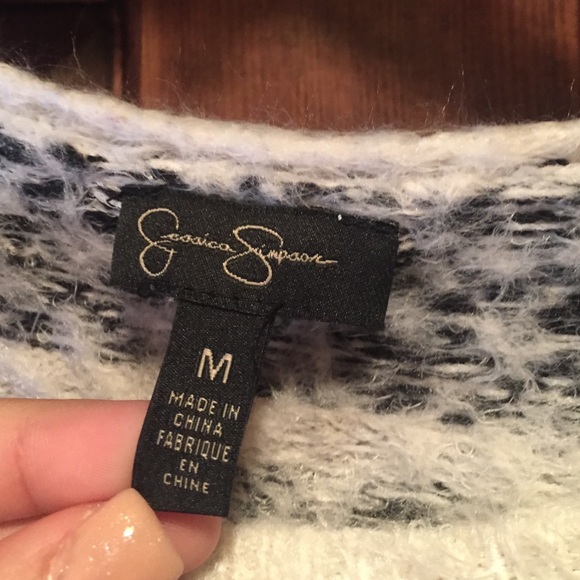 Jessica Simpson
M
MADE IN
CHINA
FABRIQUE
EN
CHINE